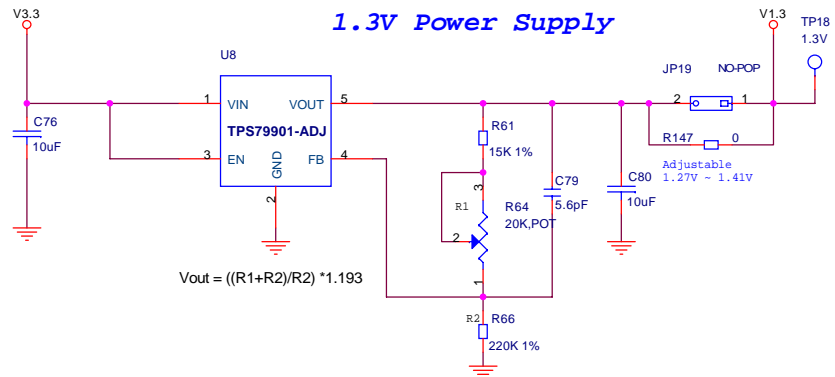 1.3V Power Supply
V3.3
V1.3
TP18
1.3V
U8
JP19
NO-POP
1
VIN
VOUT
5
2
1
C76
10uF
TPS79901-ADJ
R61
15K 1%
R147
0
3
EN
GND
FB
4
Adjustable
1.27V ~ 1.41V
C79
5.6pF
C80
10uF
2
3
R1
R64
20K,POT
2
1
Vout = ((R1+R2)/R2) *1.193
R2
R66
220K 1%